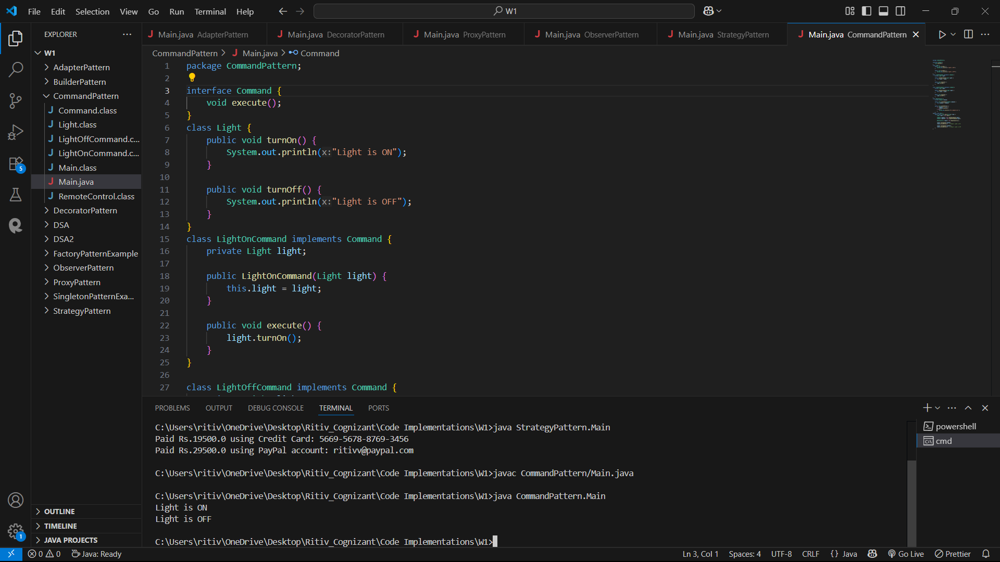 File Edit Selection View Go Run Terminal Help
W1
EXPLORER
W1
AdapterPattern
BuilderPattern
CommandPattern
J Command.class
J Light.class
J LightOffCommand.c...
J LightOnCommand.c...
J Main.class
J Main.java
J RemoteControl.class
DecoratorPattern
DSA
DSA2
FactoryPatternExample
ObserverPattern
ProxyPattern
SingletonPatternExa...
StrategyPattern
OUTLINE
TIMELINE
JAVA PROJECTS
5
1
J Main.java AdapterPattern
J Main.java DecoratorPattern
J Main.java ProxyPattern
J Main.java ObserverPattern
J Main.java StrategyPattern
J Main.java CommandPattern
CommandPattern > J Main.java > Command
1 package CommandPattern;
2
3 interface Command {
4 void execute();
5 }
6 class Light {
7 public void turnOn() {
8 System.out.println(x:"Light is ON");
9 }
10
11 public void turnOff() {
12 System.out.println(x:"Light is OFF");
13 }
14 }
15 class LightOnCommand implements Command {
16 private Light light;
17
18 public LightOnCommand(Light light) {
19 this.light = light;
20 }
21
22 public void execute() {
23 light.turnOn();
24 }
25 }
26
27 class LightOffCommand implements Command {
PROBLEMS OUTPUT DEBUG CONSOLE TERMINAL PORTS
C:\Users\ritiv\OneDrive\Desktop\Ritiv_Cognizant\Code Implementations\W1>java StrategyPattern.Main
Paid Rs.19500.0 using Credit Card: 5669-5678-8769-3456
Paid Rs.29500.0 using PayPal account: ritivv@paypal.com
C:\Users\ritiv\OneDrive\Desktop\Ritiv_Cognizant\Code Implementations\W1>javac CommandPattern/Main.java
C:\Users\ritiv\OneDrive\Desktop\Ritiv_Cognizant\Code Implementations\W1>java CommandPattern.Main
Light is ON
Light is OFF
C:\Users\ritiv\OneDrive\Desktop\Ritiv_Cognizant\Code Implementations\W1>
powershell
cmd
0 0 Java: Ready
Ln 3, Col 1 Spaces: 4 UTF-8 CRLF {} Java Go Live Prettier